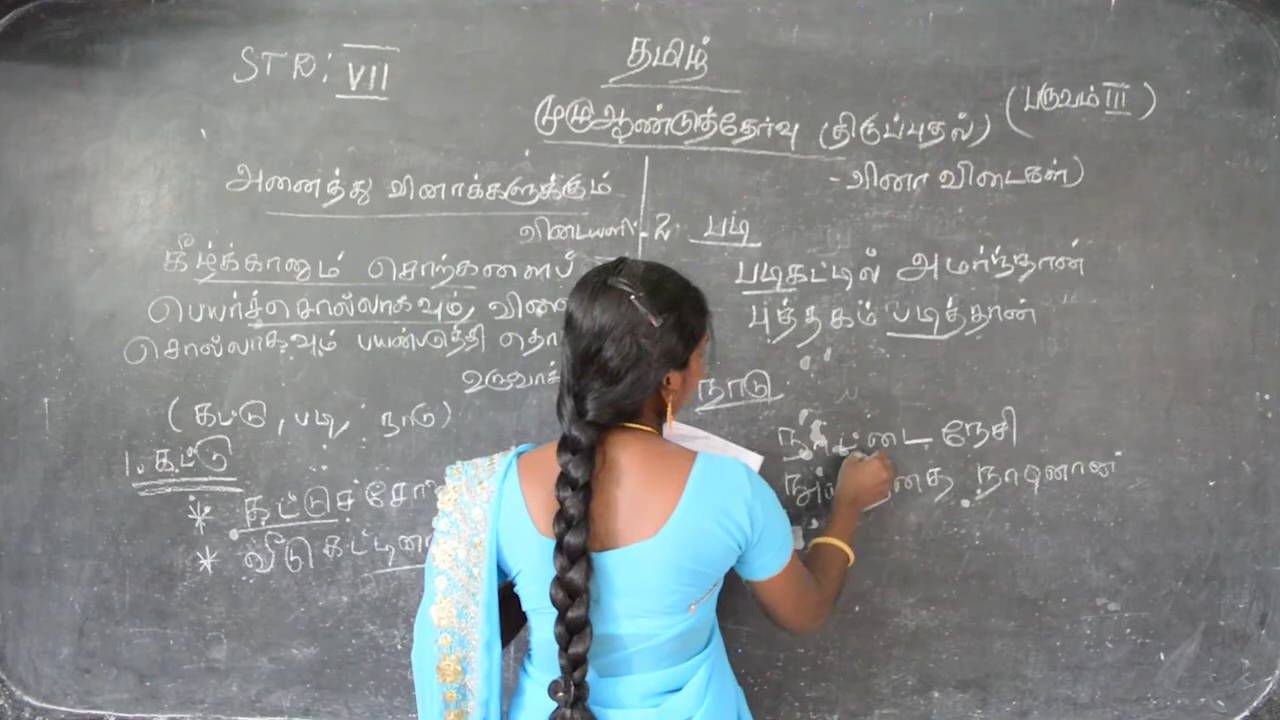 STD: VII
தமிழ்
(பருவம் III)
முழுஆண்டுத்தேர்வு (திருப்புதல்)
- வினா விடைகள்)
அனைத்து வினாக்களுக்கும்
விடையளி:-
கீழ்க்காணும் சொற்களைப்
பெயர்ச்சொல்லாகவும், வினை
சொல்லாகவும் பயன்படுத்தி
(கட்டு, படி, நாடு)
1. கட்டு
* கட்டுச்
* வீடு
2. படி
படிகட்டில் அமர்ந்தான்
புத்தகம் படித்தான்
நாடு
நாட்டை நேசி
நாடினான்